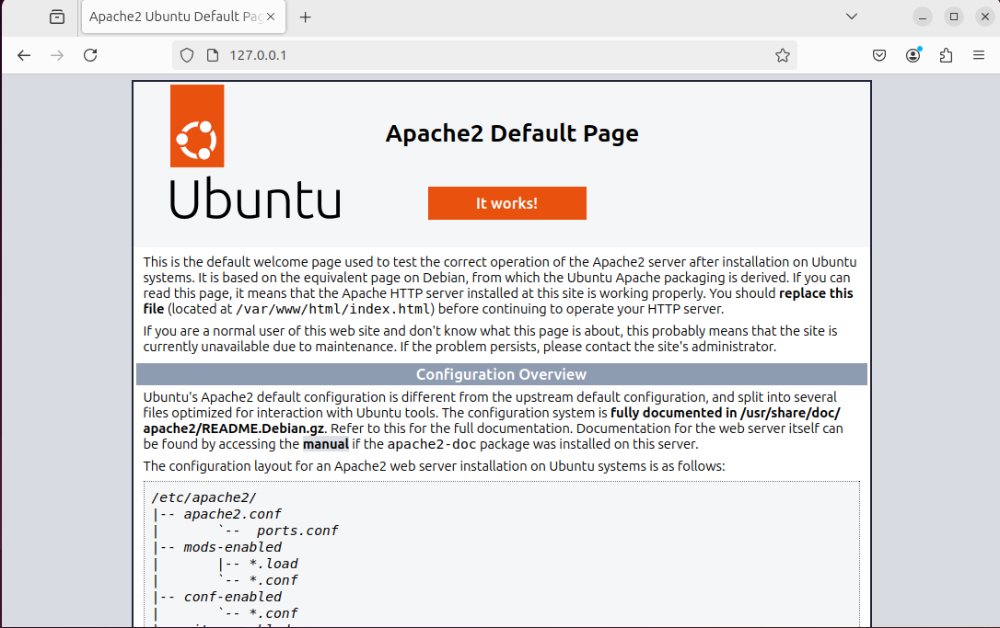 Apache2 Ubuntu Default Pag
127.0.0.1
Apache2 Default Page
Ubuntu
It works!
This is the default welcome page used to test the correct operation of the Apache2 server after installation on Ubuntu
systems. It is based on the equivalent page on Debian, from which the Ubuntu Apache packaging is derived. If you can
read this page, it means that the Apache HTTP server installed at this site is working properly. You should replace this
file (located at /var/www/html/index.html) before continuing to operate your HTTP server.
If you are a normal user of this web site and don't know what this page is about, this probably means that the site is
currently unavailable due to maintenance. If the problem persists, please contact the site's administrator.
Configuration Overview
Ubuntu's Apache2 default configuration is different from the upstream default configuration, and split into several
files optimized for interaction with Ubuntu tools. The configuration system is fully documented in /usr/share/doc/
apache2/README.Debian.gz. Refer to this for the full documentation. Documentation for the web server itself can
be found by accessing the manual if the apache2-doc package was installed on this server.
The configuration layout for an Apache2 web server installation on Ubuntu systems is as follows:
/etc/apache2/
|-- apache2.conf
|       `--  ports.conf
|-- mods-enabled
|       |-- *.load
|       `-- *.conf
|-- conf-enabled
|       `-- *.conf